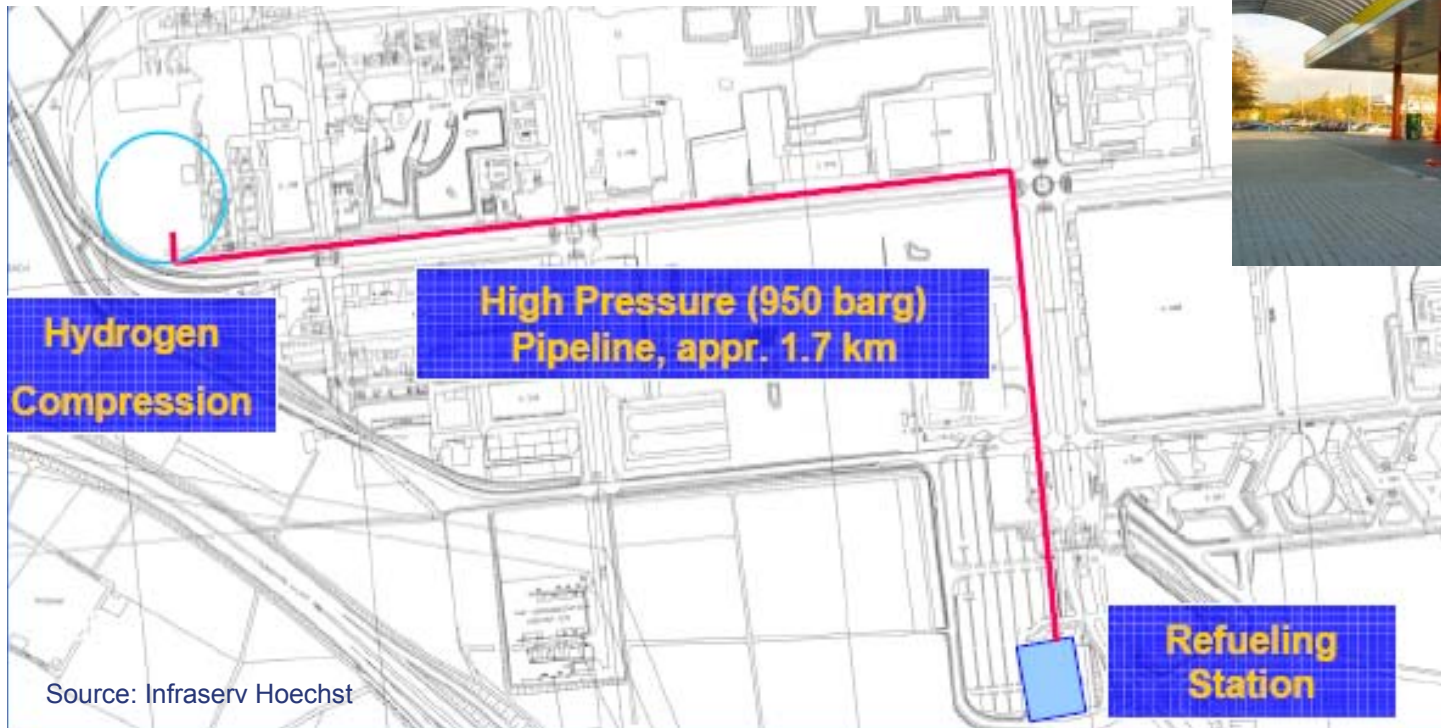 High Pressure (950 barg)
Pipeline, appr. 1.7 km
Hydrogen
Compression
Refueling
Station
Source: Infraserv Hoechst